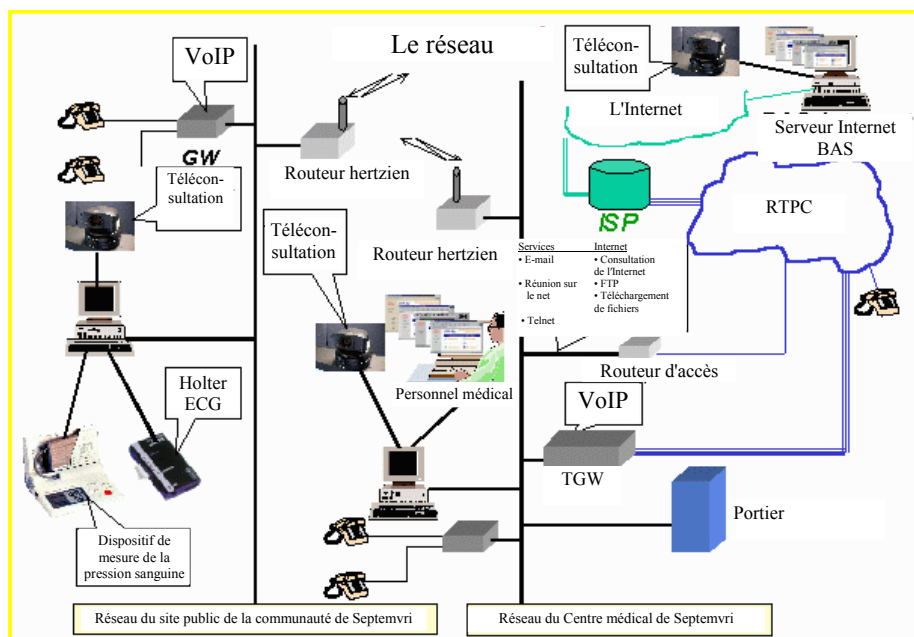 Le réseau
VoIP
GW
Télécon-
sultation
Routeur hertzien
Routeur hertzien
Télécon-
sultation
L'Internet
Serveur Internet
BAS
ISP
RTPC
Télécon-
sultation
Services
• E-mail
• Réunion sur
le net
• Telnet
Internet
• Consultation
de l'Internet
• FTP
• Téléchargement
de fichiers
Routeur d'accès
Personnel médical
Holter
ECG
VoIP
TGW
Portier
Dispositif de
mesure de la
pression sanguine
Réseau du site public de la communauté de Septemvri
Réseau du Centre médical de Septemvri